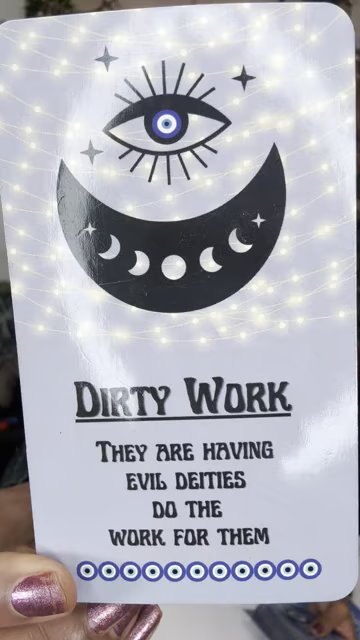 Dirty Work
They are having
evil deities
do the
work for them